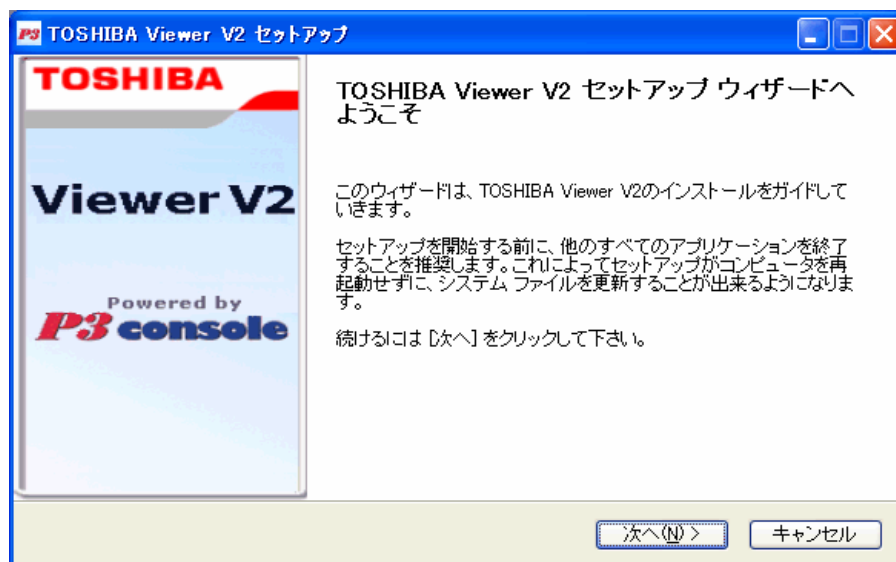 P3 TOSHIBA Viewer V2 セットアップ
TOSHIBA
Viewer V2
Powered by
P3 console
TOSHIBA Viewer V2 セットアップ ウィザードへ
ようこそ
このウィザードは、TOSHIBA Viewer V2のインストールをガイドして
いきます。
セットアップを開始する前に、他のすべてのアプリケーションを終了
することを推奨します。これによってセットアップがコンピュータを再
起動せずに、システム ファイルを更新することが出来るようになりま
す。
続けるには [次へ] をクリックして下さい。
次へ(N) >
キャンセル